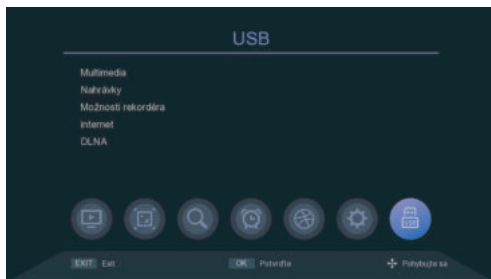 USB
Multimedia
Nahrávky
Možnosti rekordéra
internet
DLNA
USB
EXIT Exit
OK Potvrďte
Pohybujte sa